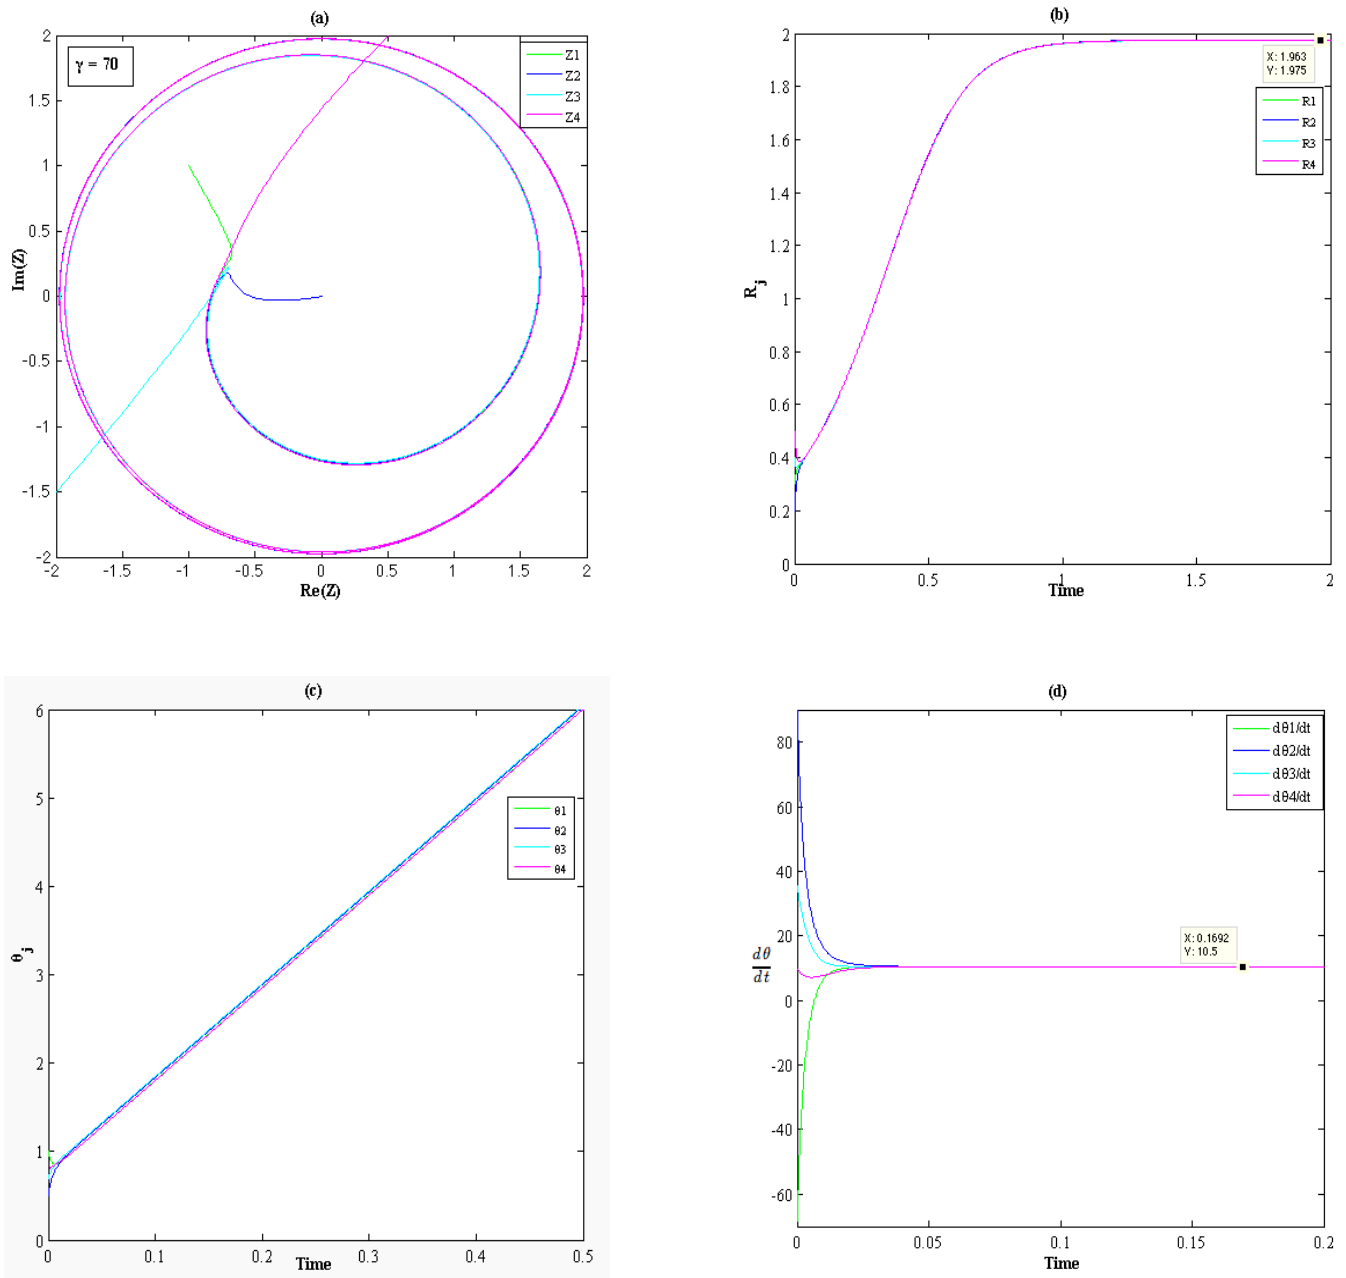 (a)
γ = 70
Z1
Z2
Z3
Z4
2
1.5
1
0.5
0
-0.5
-1
-1.5
-2
Im(Z)
-2 -1.5 -1 -0.5 0 0.5 1 1.5 2
Re(Z)
(b)
2
1.8
1.6
1.4
1.2
1
0.8
0.6
0.4
0.2
0
R_j
X: 1.963
Y: 1.975
R1
R2
R3
R4
0 0.5 1 1.5 2
Time
(c)
6
5
4
3
2
1
0
θ_j
θ1
θ2
θ3
θ4
0 0.1 0.2 0.3 0.4 0.5
Time
(d)
80
60
40
20
0
-20
-40
-60
dθ
dt
dθ1/dt
dθ2/dt
dθ3/dt
dθ4/dt
X: 0.1692
Y: 10.5
0 0.05 0.1 0.15 0.2
Time